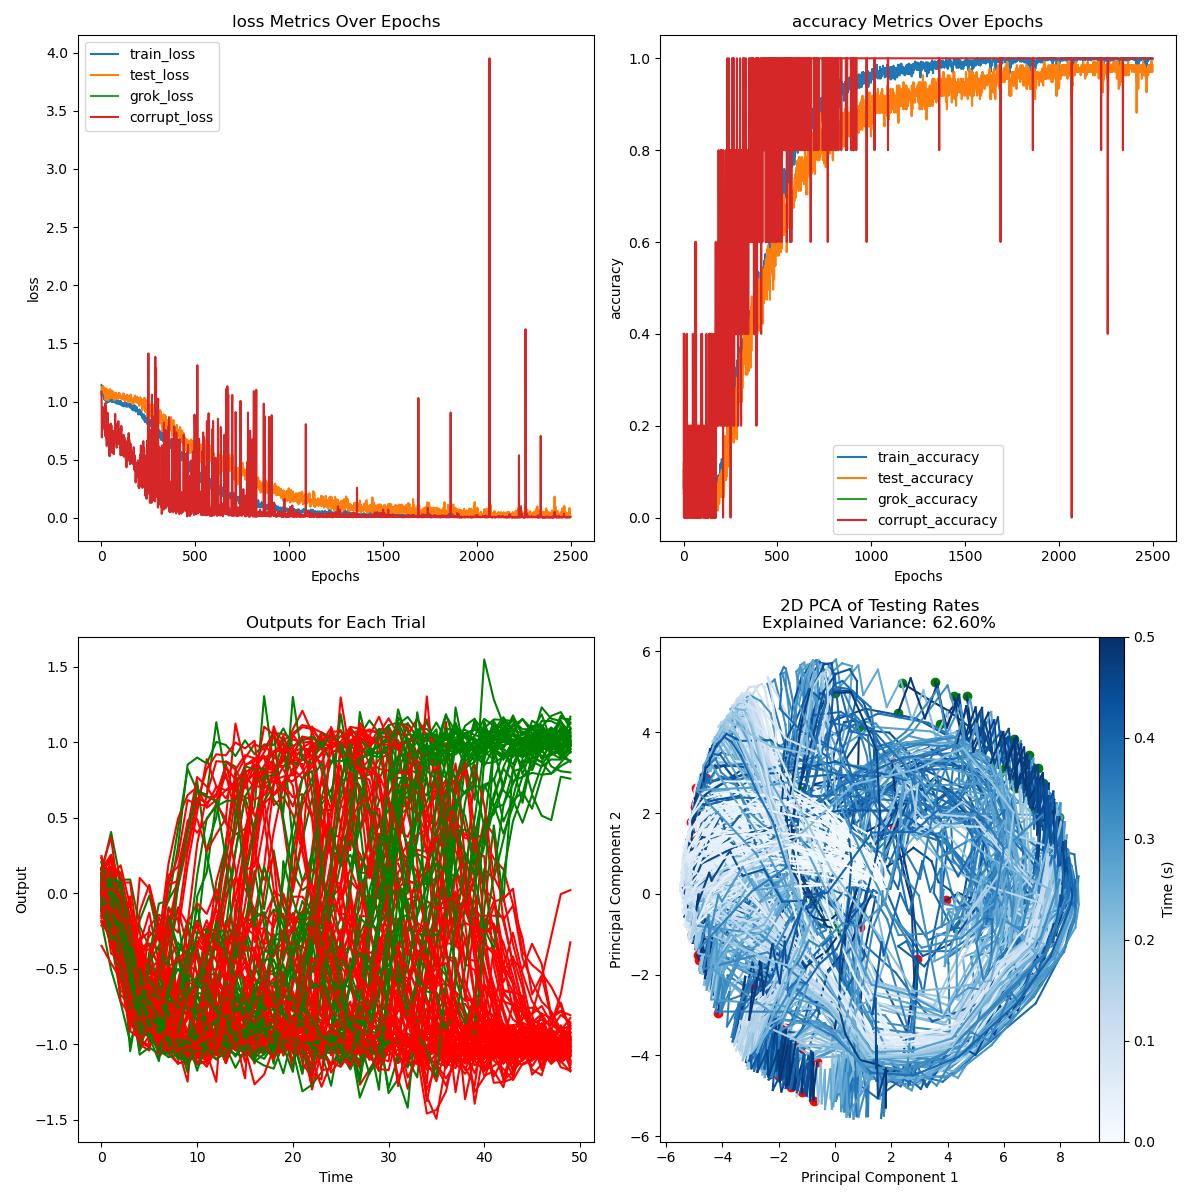 loss Metrics Over Epochs
4.0
3.5
3.0
2.5
2.0
1.5
1.0
0.5
0.0
loss
train_loss
test_loss
grok_loss
corrupt_loss
0 500 1000 1500 2000 2500
Epochs
accuracy Metrics Over Epochs
1.0
0.8
0.6
0.4
0.2
0.0
accuracy
train_accuracy
test_accuracy
grok_accuracy
corrupt_accuracy
0 500 1000 1500 2000 2500
Epochs
Outputs for Each Trial
1.5
1.0
0.5
0.0
−0.5
−1.0
−1.5
Output
0 10 20 30 40 50
Time
2D PCA of Testing Rates
Explained Variance: 62.60%
6
4
2
0
−2
−4
−6
Principal Component 2
−6 −4 −2 0 2 4 6 8
Principal Component 1
0.5
0.4
0.3
0.2
0.1
0.0
Time (s)